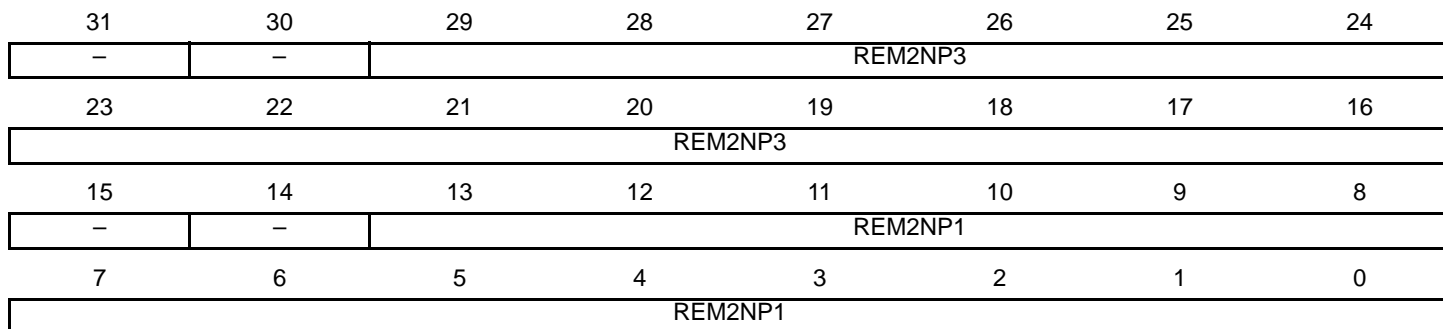 31 30 29 28 27 26 25 24
– – REM2NP3
23 22 21 20 19 18 17 16
REM2NP3
15 14 13 12 11 10 9 8
– – REM2NP1
7 6 5 4 3 2 1 0
REM2NP1